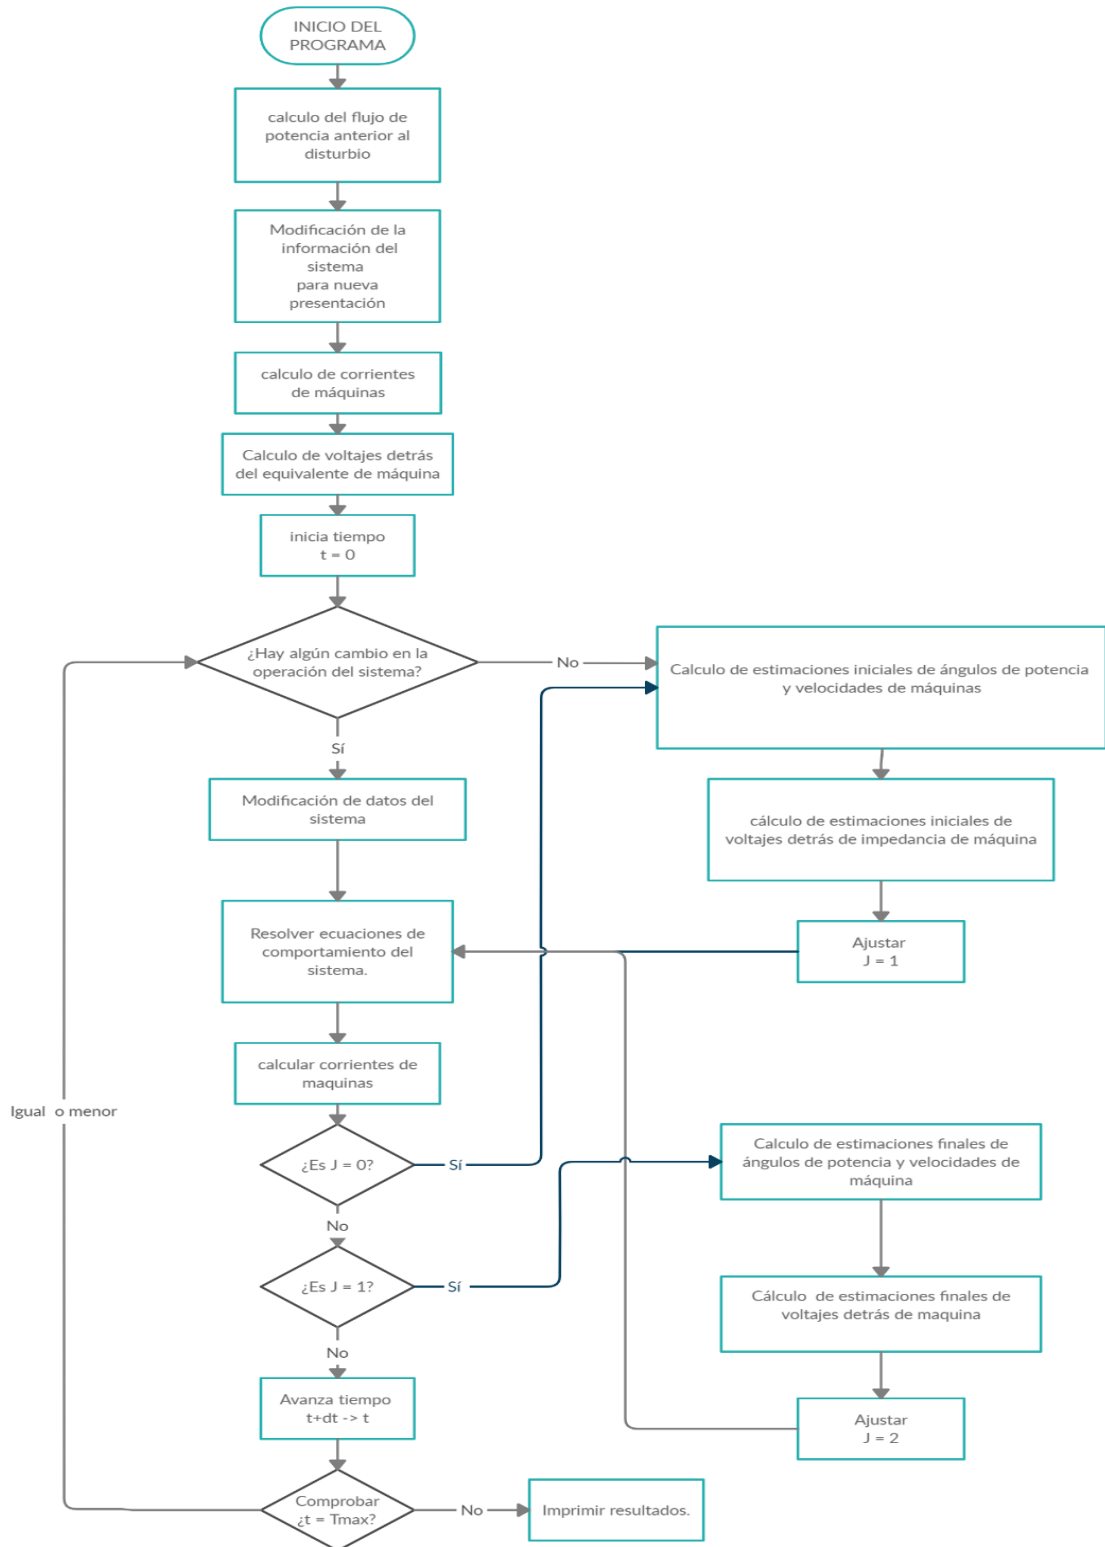 INICIO DEL
PROGRAMA
calculo del flujo de
potencia anterior al
disturbio
Modificación de la
información del
sistema
para nueva
presentación
calculo de corrientes
de máquinas
Calculo de voltajes detrás
del equivalente de máquina
inicia tiempo
t = 0
¿Hay algún cambio en la
operación del sistema?
No
Calculo de estimaciones iniciales de ángulos de potencia
y velocidades de máquinas
Sí
Modificación de datos del
sistema
cálculo de estimaciones iniciales de
voltajes detrás de impedancia de máquina
Resolver ecuaciones de
comportamiento del
sistema.
Ajustar
J = 1
calcular corrientes de
maquinas
Igual o menor
¿Es J = 0?
Sí
Calculo de estimaciones finales de
ángulos de potencia y velocidades de
máquina
No
¿Es J = 1?
Sí
Cálculo de estimaciones finales de
voltajes detrás de maquina
No
Avanza tiempo
t+dt -> t
Ajustar
J = 2
Comprobar
¿t = Tmax?
No
Imprimir resultados.